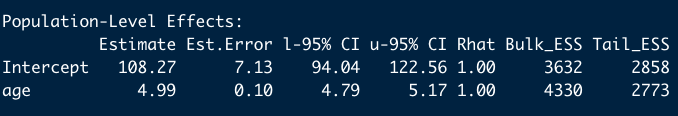 Population-Level Effects:
Estimate Est.Error l-95% CI u-95% CI Rhat Bulk_ESS Tail_ESS
Intercept 108.27 7.13 94.04 122.56 1.00 3632 2858
age 4.99 0.10 4.79 5.17 1.00 4330 2773